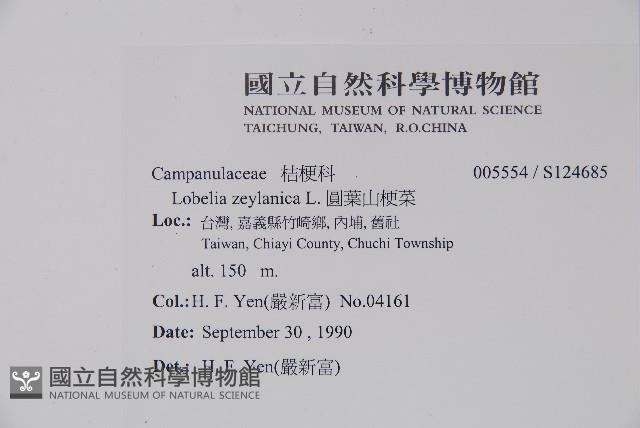 國立自然科學博物館
NATIONAL MUSEUM OF NATURAL SCIENCE
TAICHUNG, TAIWAN, R.O.CHINA
Campanulaceae 桔梗科 005554 / S124685
Lobelia zeylanica L. 圓葉山梗菜
Loc.: 台灣, 嘉義縣竹崎鄉, 內埔, 舊社
Taiwan, Chiayi County, Chuchi Township
alt. 150 m.
Col.: H. F. Yen(嚴新富) No.04161
Date: September 30 , 1990
Det.: H. F. Yen(嚴新富)
國立自然科學博物館
NATIONAL MUSEUM OF NATURAL SCIENCE